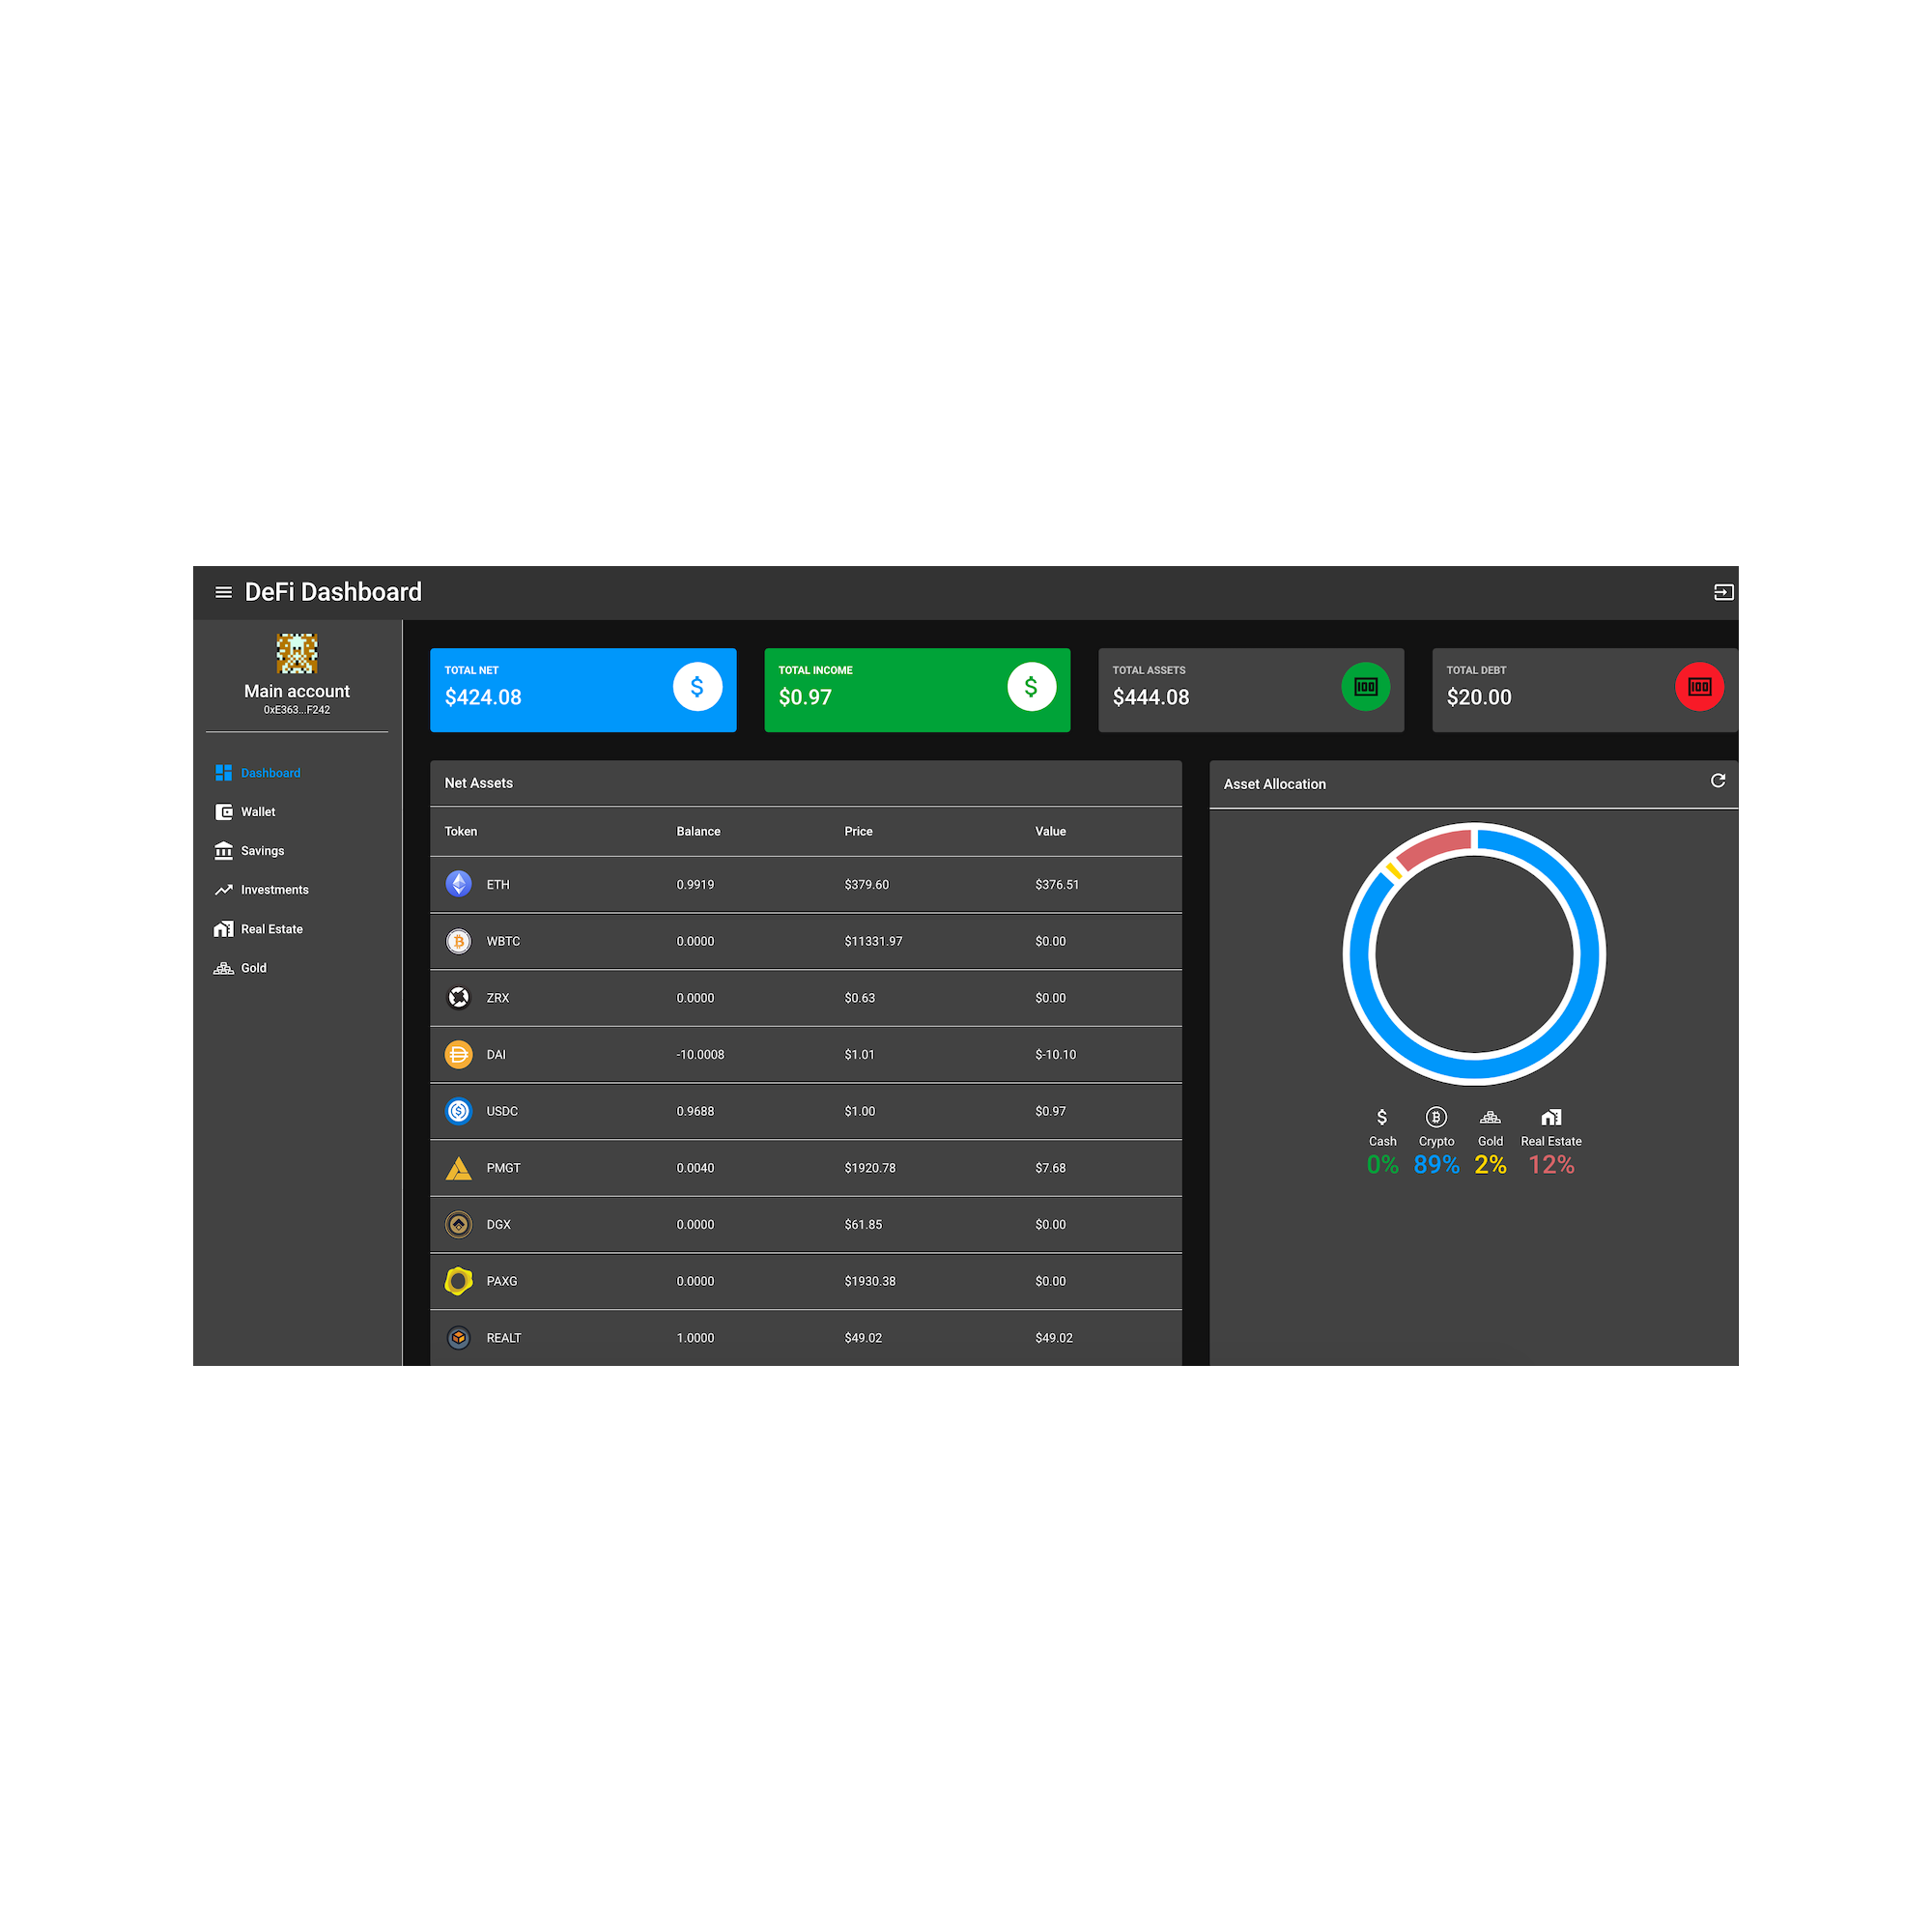 DeFi Dashboard
Main account
0xE363...F242
Dashboard
Wallet
Savings
Investments
Real Estate
Gold
TOTAL NET
$424.08
TOTAL INCOME
$0.97
TOTAL ASSETS
$444.08
TOTAL DEBT
$20.00
Net Assets
Token Balance Price Value
ETH 0.9919 $379.60 $376.51
WBTC 0.0000 $11331.97 $0.00
ZRX 0.0000 $0.63 $0.00
DAI -10.0008 $1.01 $-10.10
USDC 0.9688 $1.00 $0.97
PMGT 0.0040 $1920.78 $7.68
DGX 0.0000 $61.85 $0.00
PAXG 0.0000 $1930.38 $0.00
REALT 1.0000 $49.02 $49.02
Asset Allocation
Cash Crypto Gold Real Estate
0% 89% 2% 12%